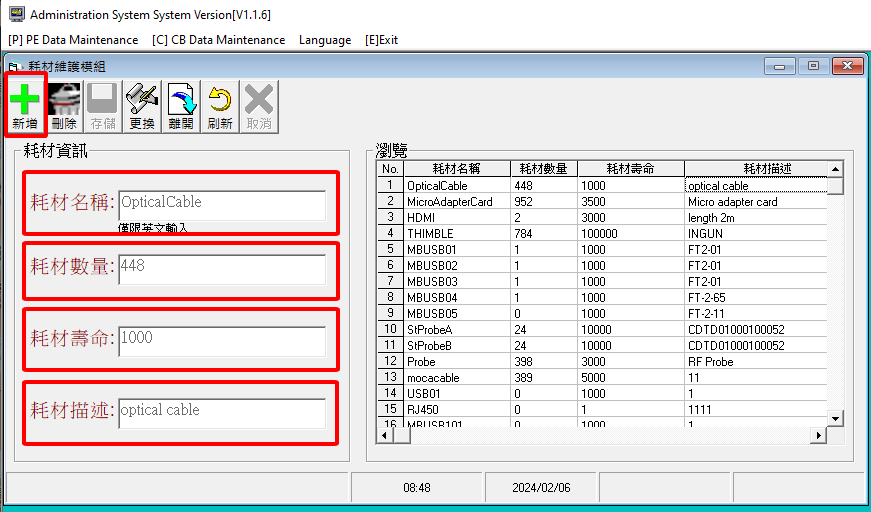 Administration System System Version[V1.1.6]
[P] PE Data Maintenance [C] CB Data Maintenance Language [E]Exit
耗材維護模組
新增 刪除 存儲 更換 離開 刷新 取消
耗材資訊
耗材名稱: OpticalCable
僅限英文輸入
耗材數量: 448
耗材壽命: 1000
耗材描述: optical cable
瀏覽
No. 耗材名稱 耗材數量 耗材壽命 耗材描述
1 OpticalCable 448 1000 optical cable
2 MicroAdapterCard 952 3500 Micro adapter card
3 HDMI 2 3000 length 2m
4 THIMBLE 784 100000 INGUN
5 MBUSB01 1 1000 FT2-01
6 MBUSB02 1 1000 FT2-01
7 MBUSB03 1 1000 FT2-01
8 MBUSB04 1 1000 FT-2-65
9 MBUSB05 0 1000 FT-2-11
10 StProbeA 24 10000 CDTD01000100052
11 StProbeB 24 10000 CDTD01000100052
12 Probe 398 3000 RF Probe
13 mocacable 389 5000 11
14 USB01 0 1000 1
15 RJ450 0 1 1111
16 MBUSB101 0 1000 1
08:48 2024/02/06